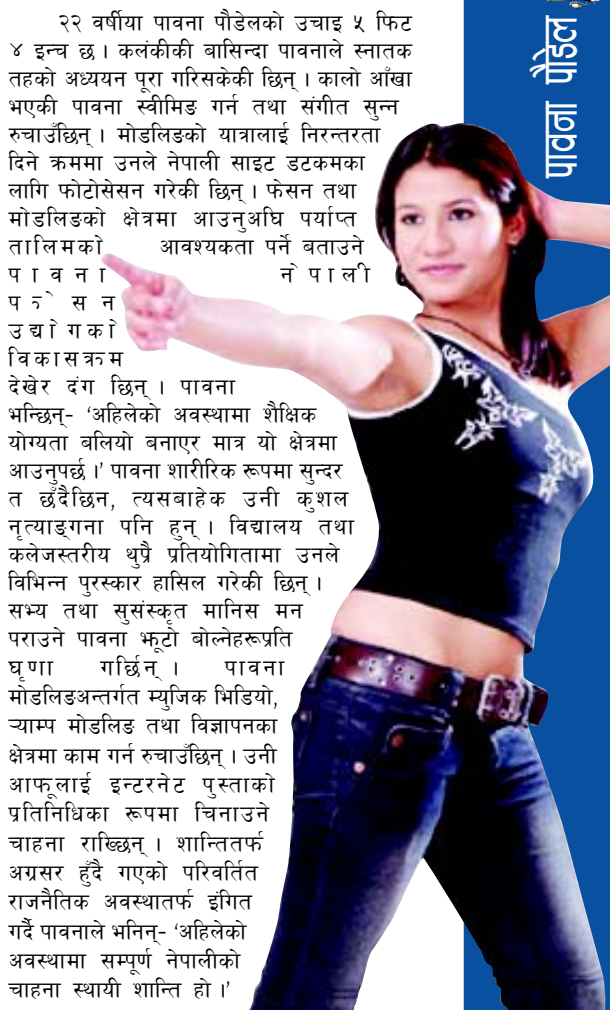 २२ वर्षीया पावना पौडेलको उचाइ ५ फिट
४ इन्च छ । कलंकीकी बासिन्दा पावनाले स्नातक
तहको अध्ययन पूरा गरिसकेकी छिन् । कालो आँखा
भएकी पावना स्वीमिङ गर्न तथा संगीत सुन्न
रुचाउँछिन् । मोडलिङको यात्रालाई निरन्तरता
दिने क्रममा उनले नेपाली साइट डटकमका
लागि फोटोसेसन गरेकी छिन् । फेसन तथा
मोडलिङको क्षेत्रमा आउनुअघि पर्याप्त
तालिमको आवश्यकता पर्ने बताउने
पावना नेपाली
फेसन
उद्योगको
विकासक्रम
देखेर दंग छिन् । पावना
भन्छिन्- ‘अहिलेको अवस्थामा शैक्षिक
योग्यता बलियो बनाएर मात्र यो क्षेत्रमा
आउनुपर्छ ।’ पावना शारीरिक रूपमा सुन्दर
त छँदैछिन, त्यसबाहेक उनी कुशल
नृत्याङ्गना पनि हुन् । विद्यालय तथा
कलेजस्तरीय थुप्रै प्रतियोगितामा उनले
विभिन्न पुरस्कार हासिल गरेकी छिन् ।
सभ्य तथा सुसंस्कृत मानिस मन
पराउने पावना झूटो बोल्नेहरूप्रति
घृणा गर्छिन् । पावना
मोडलिङअन्तर्गत म्युजिक भिडियो,
र्‍याम्प मोडलिङ तथा विज्ञापनका
क्षेत्रमा काम गर्न रुचाउँछिन् । उनी
आफूलाई इन्टरनेट पुस्ताको
प्रतिनिधिका रूपमा चिनाउने
चाहना राख्छिन् । शान्तितर्फ
अग्रसर हुँदै गएको परिवर्तित
राजनैतिक अवस्थातर्फ इंगित
गर्दै पावनाले भनिन्- ‘अहिलेको
अवस्थामा सम्पूर्ण नेपालीको
चाहना स्थायी शान्ति हो ।’
पावना पौडेल